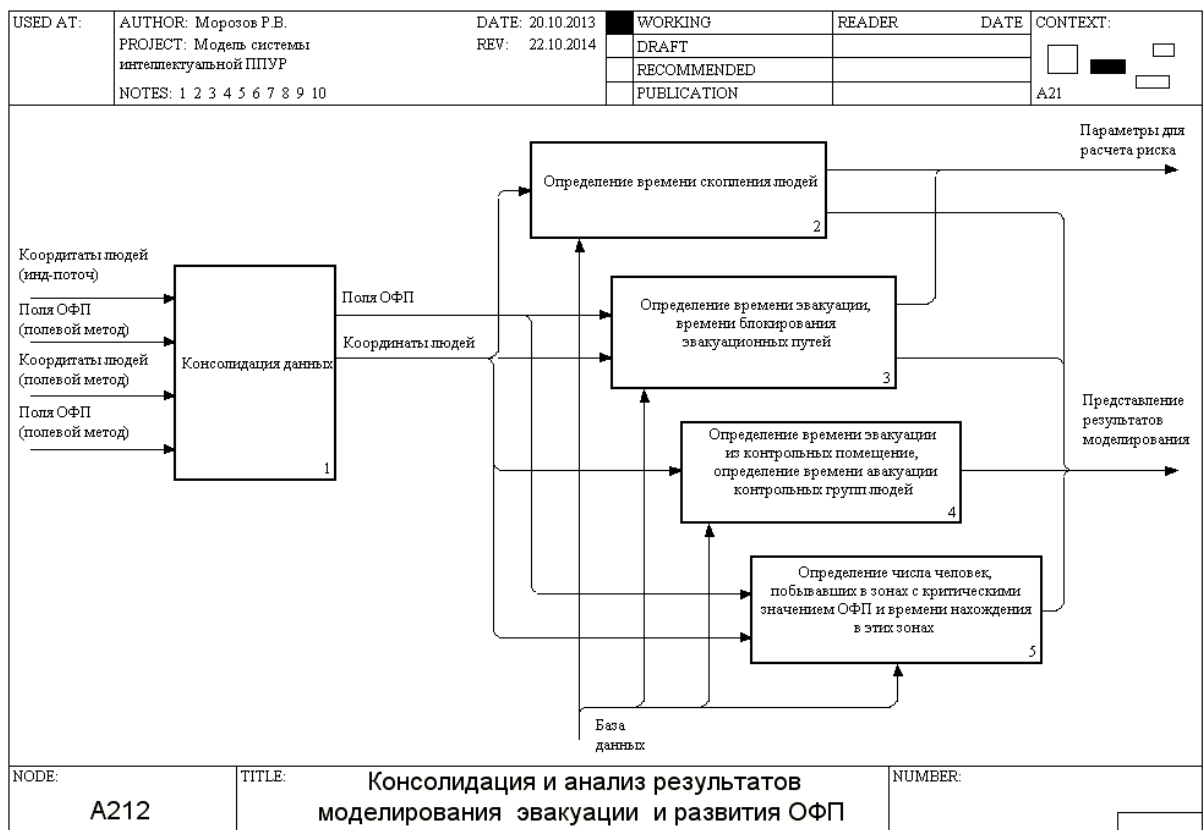 USED AT:
AUTHOR: Морозов Р.В.
DATE: 20.10.2013
PROJECT: Модель системы
REV: 22.10.2014
интеллектуальной ППУР
NOTES: 1 2 3 4 5 6 7 8 9 10
WORKING
DRAFT
RECOMMENDED
PUBLICATION
READER DATE
CONTEXT:
A21
Параметры для
расчета риска
Определение времени скопления людей
2
Коордитаты людей
(инд-поточ)
Поля ОФП
(полевой метод)
Коордитаты людей
(полевой метод)
Поля ОФП
(полевой метод)
Консолидация данных
1
Поля ОФП
Координаты людей
Определение времени эвакуации,
времени блокирования
эвакуационных путей
3
Определение времени эвакуации
из контрольных помещение,
определение времени авакуации
контрольных групп людей
4
Представление
результатов
моделирования
Определение числа человек,
побывавших в зонах с критическими
значением ОФП и времени нахождения
в этих зонах
5
База
данных
NODE:
A212
TITLE:
Консолидация и анализ результатов
моделирования эвакуации и развития ОФП
NUMBER: